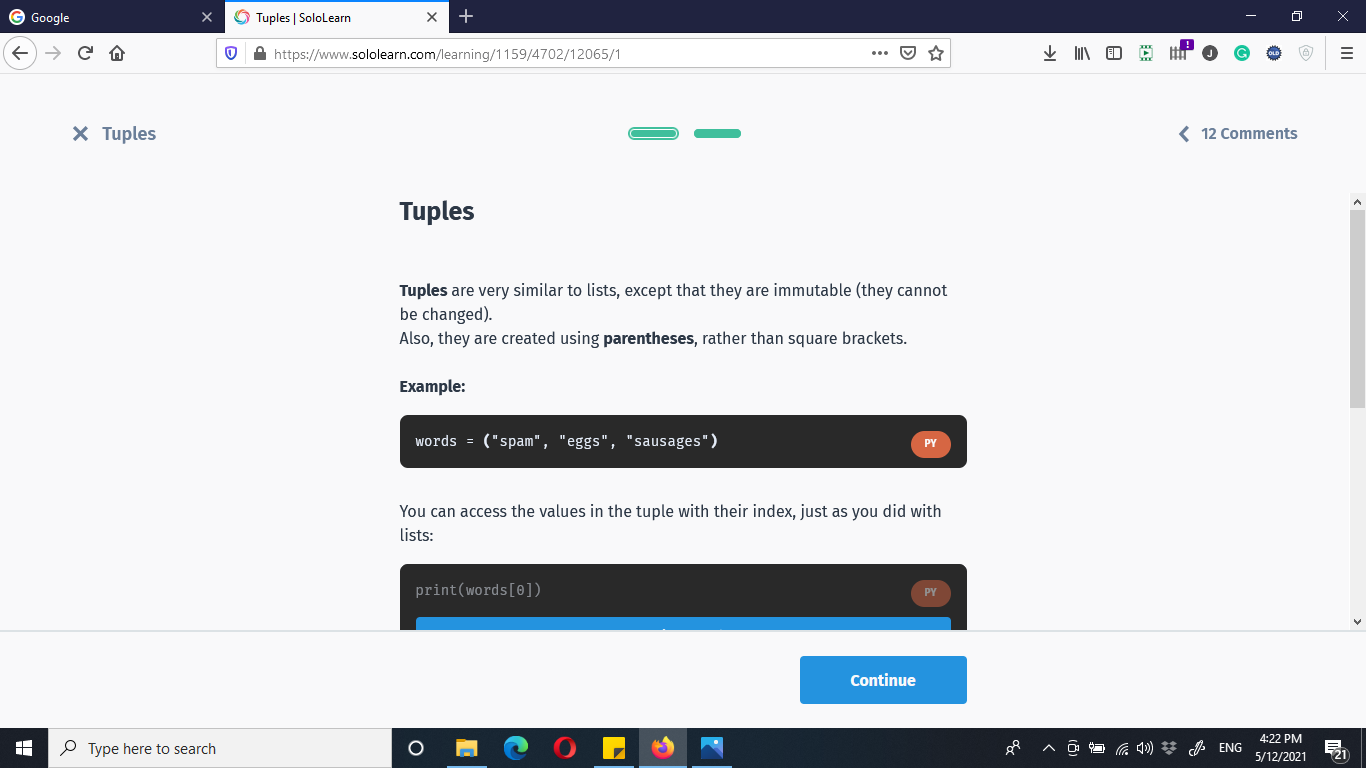 Google
Tuples | SoloLearn
https://www.sololearn.com/learning/1159/4702/12065/1
Tuples
12 Comments
Tuples
Tuples are very similar to lists, except that they are immutable (they cannot
be changed).
Also, they are created using parentheses, rather than square brackets.
Example:
words = ("spam", "eggs", "sausages")
PY
You can access the values in the tuple with their index, just as you did with
lists:
print(words[0])
PY
Continue
Type here to search
ENG
4:22 PM
5/12/2021
21